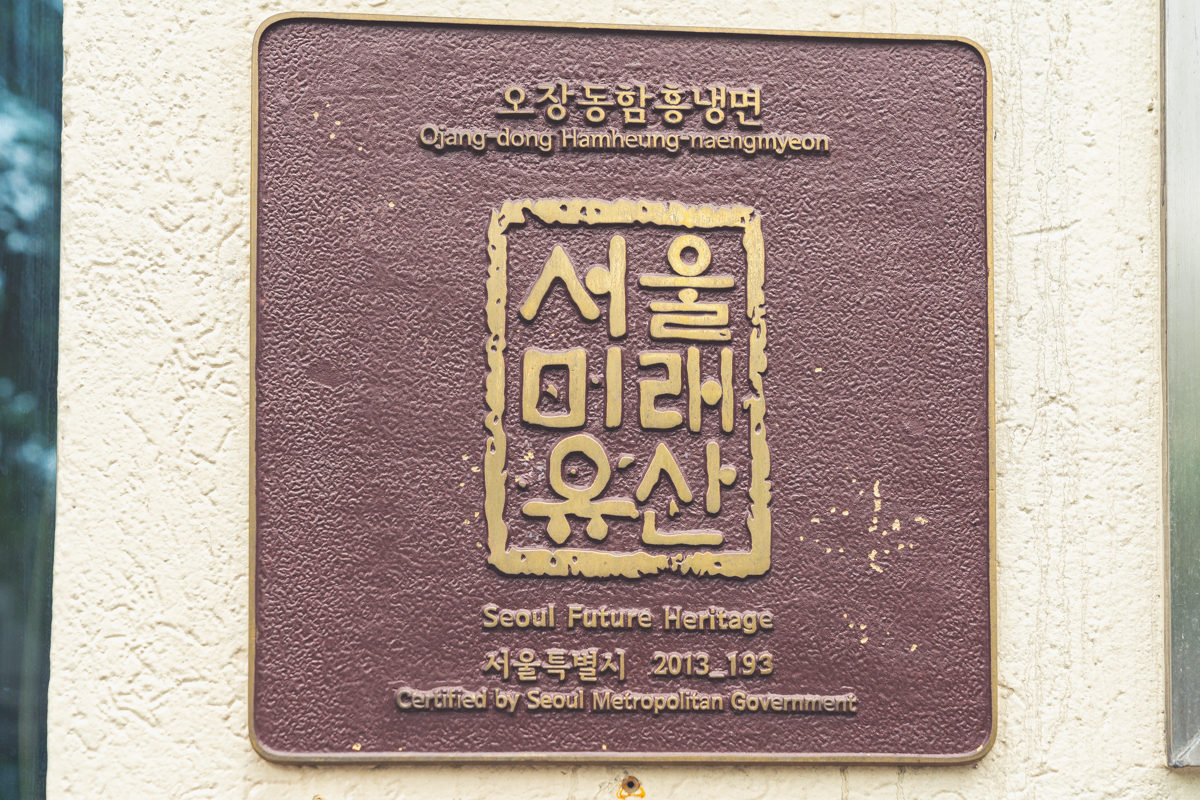 오장동함흥냉면
Ojang-dong Hamheung-naengmyeon
서울
미래
유산
Seoul Future Heritage
서울특별시 2013_193
Certified by Seoul Metropolitan Government